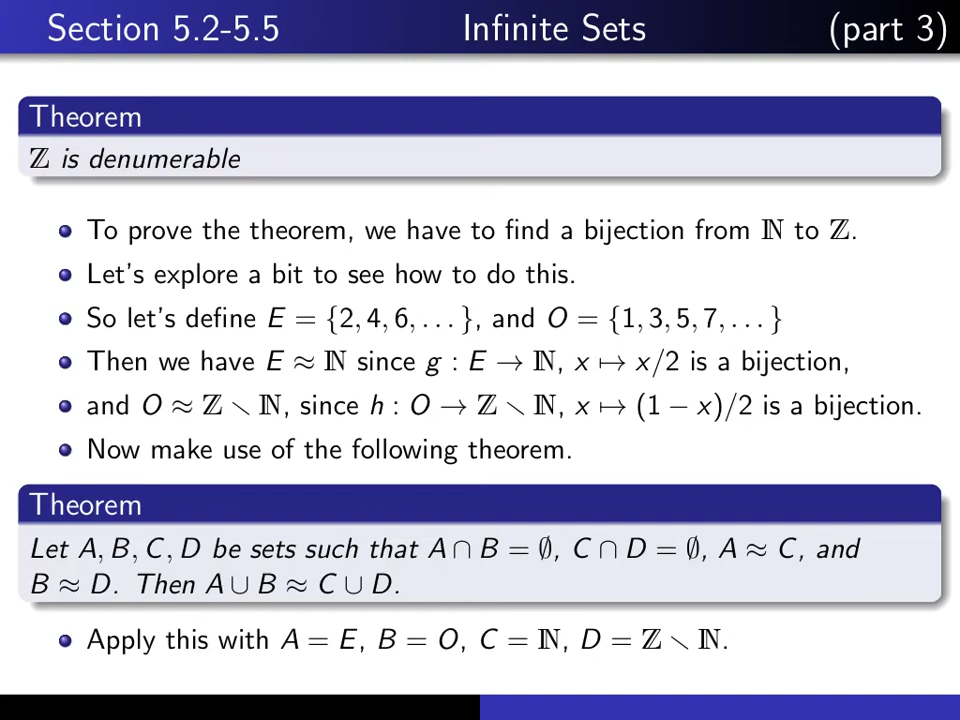 Section 5.2-5.5 Infinite Sets (part 3)
Theorem
ℤ is denumerable
To prove the theorem, we have to find a bijection from ℕ to ℤ.
Let's explore a bit to see how to do this.
So let's define E = {2, 4, 6, . . . }, and O = {1, 3, 5, 7, . . . }
Then we have E ≈ ℕ since g : E → ℕ, x ↦ x/2 is a bijection,
and O ≈ ℤ ∖ ℕ, since h : O → ℤ ∖ ℕ, x ↦ (1 − x)/2 is a bijection.
Now make use of the following theorem.
Theorem
Let A, B, C, D be sets such that A ∩ B = ∅, C ∩ D = ∅, A ≈ C, and
B ≈ D. Then A ∪ B ≈ C ∪ D.
Apply this with A = E, B = O, C = ℕ, D = ℤ ∖ ℕ.